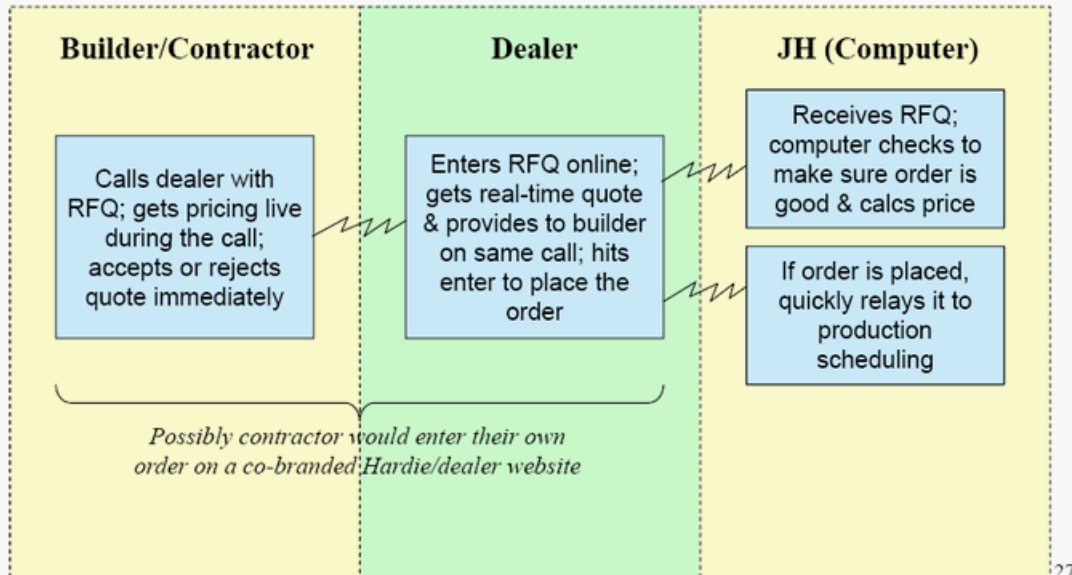 Builder/Contractor
Dealer
JH (Computer)
Calls dealer with
RFQ; gets pricing live
during the call;
accepts or rejects
quote immediately
Enters RFQ online;
gets real-time quote
& provides to builder
on same call; hits
enter to place the
order
Receives RFQ;
computer checks to
make sure order is
good & calcs price
If order is placed,
quickly relays it to
production
scheduling
Possibly contractor would enter their own
order on a co-branded Hardie/dealer website
27